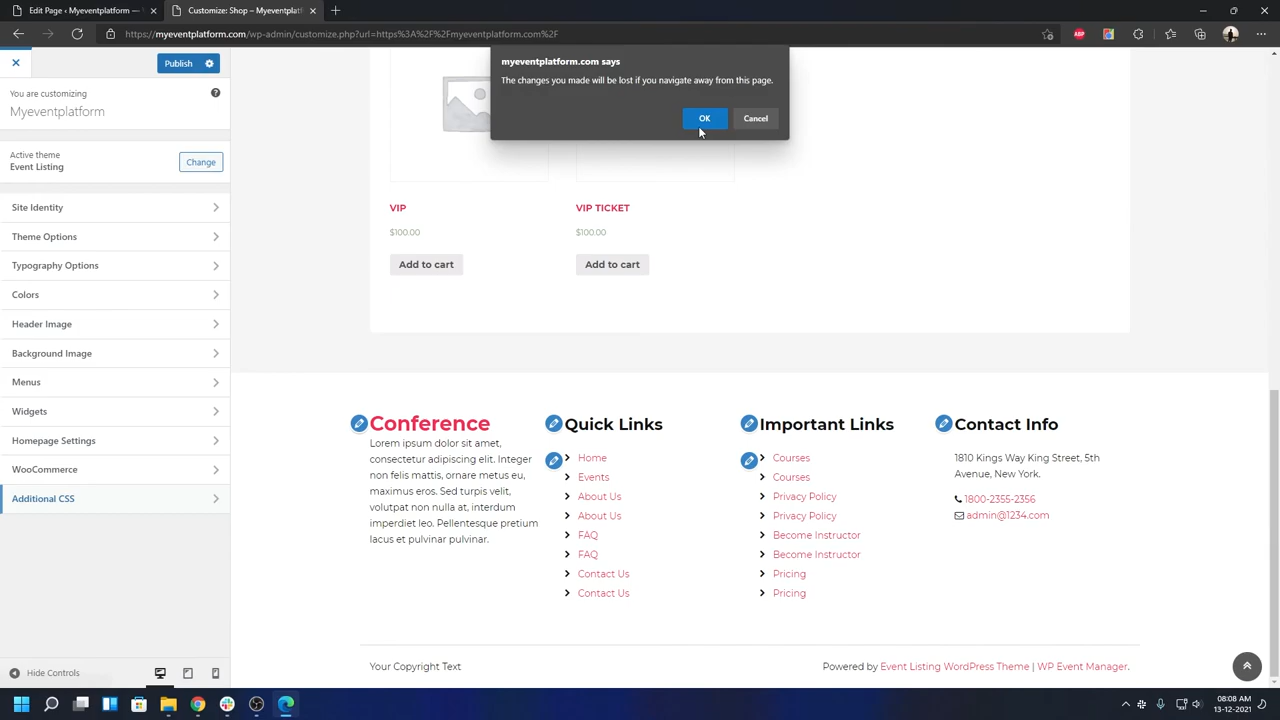 Edit Page ‹ Myeventplatform — W
Customize: Shop – Myeventplatfo
https://myeventplatform.com/wp-admin/customize.php?url=https%3A%2F%2Fmyeventplatform.com%2F
ABP
Publish
You are customizing
Myeventplatform
Active theme
Event Listing
Change
Site Identity
Theme Options
Typography Options
Colors
Header Image
Background Image
Menus
Widgets
Homepage Settings
WooCommerce
Additional CSS
Hide Controls
myeventplatform.com says
The changes you made will be lost if you navigate away from this page.
OK
Cancel
VIP
$100.00
Add to cart
VIP TICKET
$100.00
Add to cart
Conference
Lorem ipsum dolor sit amet,
consectetur adipiscing elit. Integer
non felis mattis, ornare metus eu,
maximus eros. Sed turpis velit,
volutpat non nulla at, interdum
imperdiet leo. Pellentesque pretium
lacus et pulvinar pulvinar.
Quick Links
Home
Events
About Us
About Us
FAQ
FAQ
Contact Us
Contact Us
Important Links
Courses
Courses
Privacy Policy
Privacy Policy
Become Instructor
Become Instructor
Pricing
Pricing
Contact Info
1810 Kings Way King Street, 5th
Avenue, New York.
1800-2355-2356
admin@1234.com
Your Copyright Text
Powered by Event Listing WordPress Theme | WP Event Manager.
08:08 AM
13-12-2021